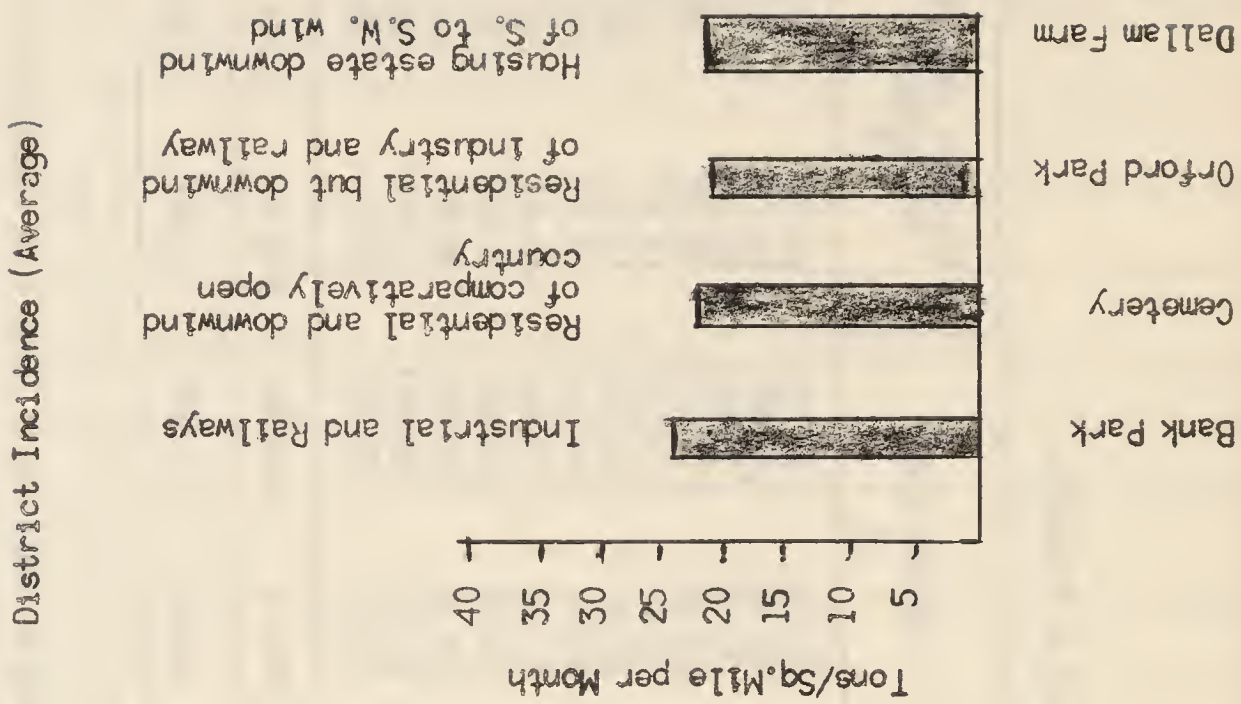 District Incidence (Average)
Tons/Sq.Mile per Month
5 10 15 20 25 30 35 40
Bank Park
Industrial and Railways
Cemetery
Residential and downwind
of comparatively open
country
Orford Park
Residential but downwind
of industry and railway
Dallam Farm
Housing estate downwind
of S. to S.W. wind